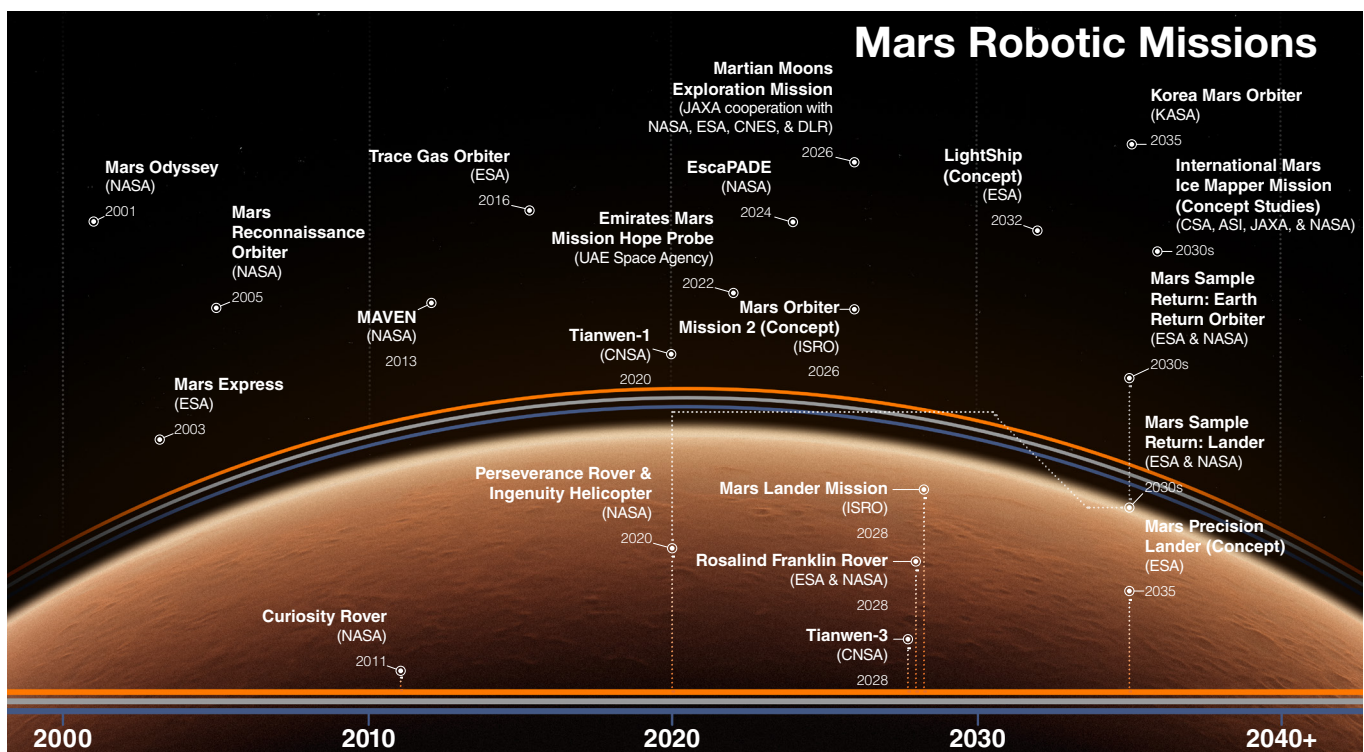 Mars Robotic Missions
Mars Odyssey
(NASA)
2001
Mars
Reconnaissance
Orbiter
(NASA)
2005
Mars Express
(ESA)
2003
Trace Gas Orbiter
(ESA)
2016
MAVEN
(NASA)
2013
Martian Moons
Exploration Mission
(JAXA cooperation with
NASA, ESA, CNES, & DLR)
2026
EscaPADE
(NASA)
2024
Emirates Mars
Mission Hope Probe
(UAE Space Agency)
2022
Mars Orbiter
Mission 2 (Concept)
(ISRO)
2026
Tianwen-1
(CNSA)
2020
LightShip
(Concept)
(ESA)
2032
Korea Mars Orbiter
(KASA)
2035
International Mars
Ice Mapper Mission
(Concept Studies)
(CSA, ASI, JAXA, & NASA)
2030s
Mars Sample
Return: Earth
Return Orbiter
(ESA & NASA)
2030s
Mars Sample
Return: Lander
(ESA & NASA)
2030s
Mars Precision
Lander (Concept)
(ESA)
2035
Perseverance Rover &
Ingenuity Helicopter
(NASA)
2020
Mars Lander Mission
(ISRO)
2028
Rosalind Franklin Rover
(ESA & NASA)
2028
Tianwen-3
(CNSA)
2028
Curiosity Rover
(NASA)
2011
2000
2010
2020
2030
2040+